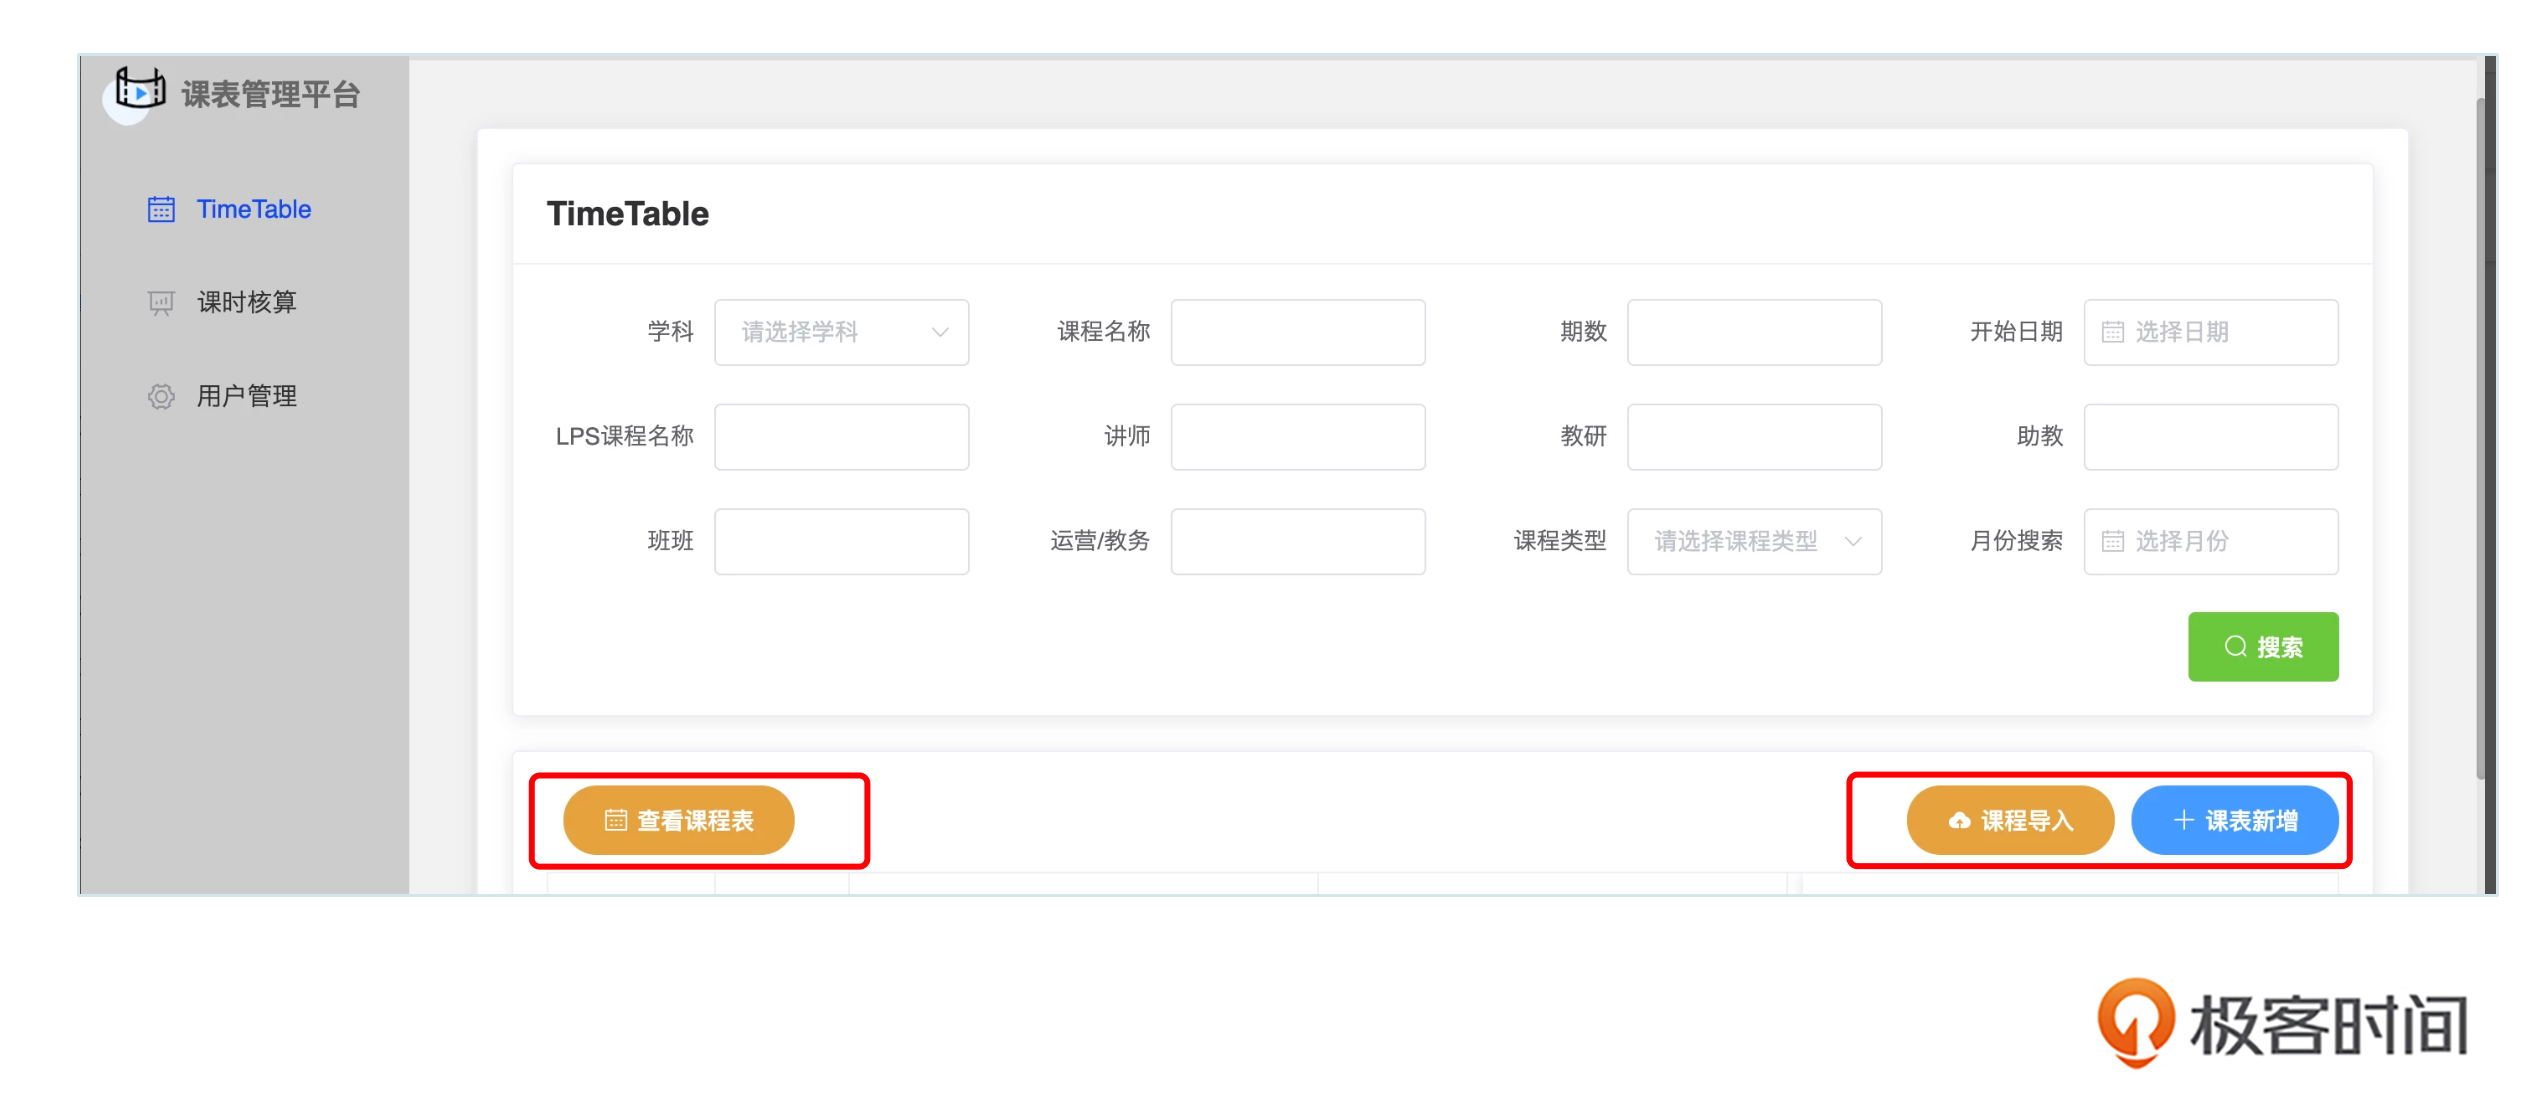 课表管理平台
TimeTable
课时核算
用户管理
TimeTable
学科 请选择学科 课程名称 期数 开始日期 选择日期
LPS课程名称 讲师 教研 助教
班班 运营/教务 课程类型 请选择课程类型 月份搜索 选择月份
搜索
查看课程表 课程导入 课表新增
极客时间